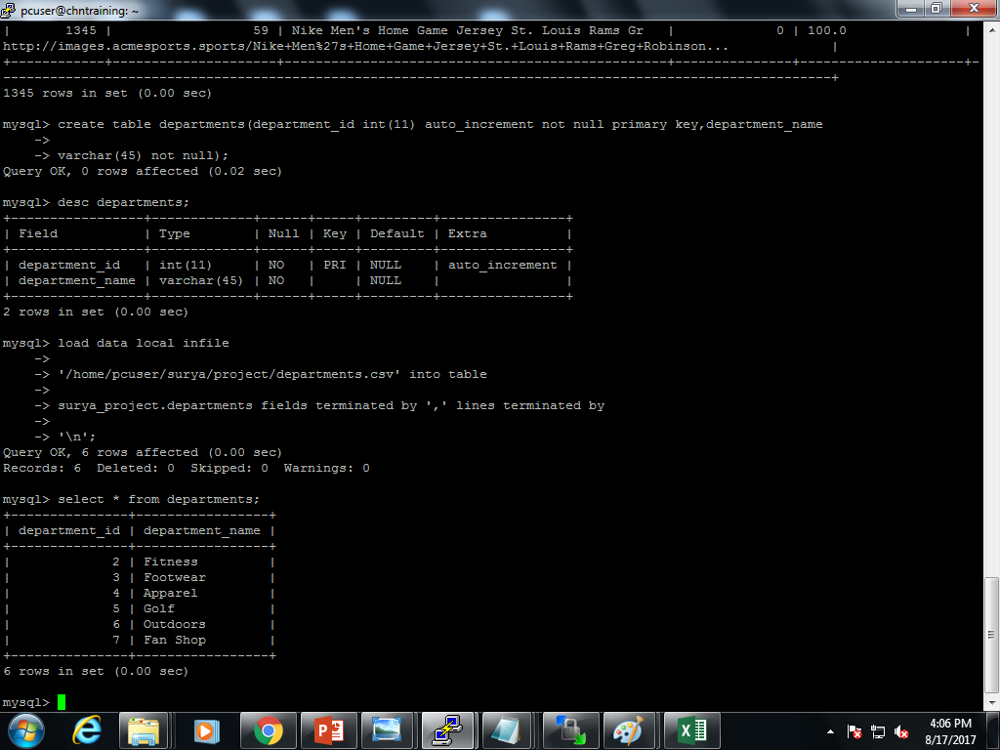 pcuser@chntraining: ~
|       1345 |                  59 | Nike Men's Home Game Jersey St. Louis Rams Gr   |             0 | 100.0               |
http://images.acmesports.sports/Nike+Men%27s+Home+Game+Jersey+St.+Louis+Rams+Greg+Robinson...             |
+------------+---------------------+-------------------------------------------------+---------------+---------------------+-
----------------------------------------------------------------------------------------------------------+
1345 rows in set (0.00 sec)
mysql> create table departments(department_id int(11) auto_increment not null primary key,department_name
    ->
    -> varchar(45) not null);
Query OK, 0 rows affected (0.02 sec)
mysql> desc departments;
+-----------------+-------------+------+-----+---------+----------------+
| Field           | Type        | Null | Key | Default | Extra          |
+-----------------+-------------+------+-----+---------+----------------+
| department_id   | int(11)     | NO   | PRI | NULL    | auto_increment |
| department_name | varchar(45) | NO   |     | NULL    |                |
+-----------------+-------------+------+-----+---------+----------------+
2 rows in set (0.00 sec)
mysql> load data local infile
    ->
    -> '/home/pcuser/surya/project/departments.csv' into table
    ->
    -> surya_project.departments fields terminated by ',' lines terminated by
    ->
    -> '\n';
Query OK, 6 rows affected (0.00 sec)
Records: 6  Deleted: 0  Skipped: 0  Warnings: 0
mysql> select * from departments;
+---------------+-----------------+
| department_id | department_name |
+---------------+-----------------+
|             2 | Fitness         |
|             3 | Footwear        |
|             4 | Apparel         |
|             5 | Golf            |
|             6 | Outdoors        |
|             7 | Fan Shop        |
+---------------+-----------------+
6 rows in set (0.00 sec)
mysql>
4:06 PM
8/17/2017